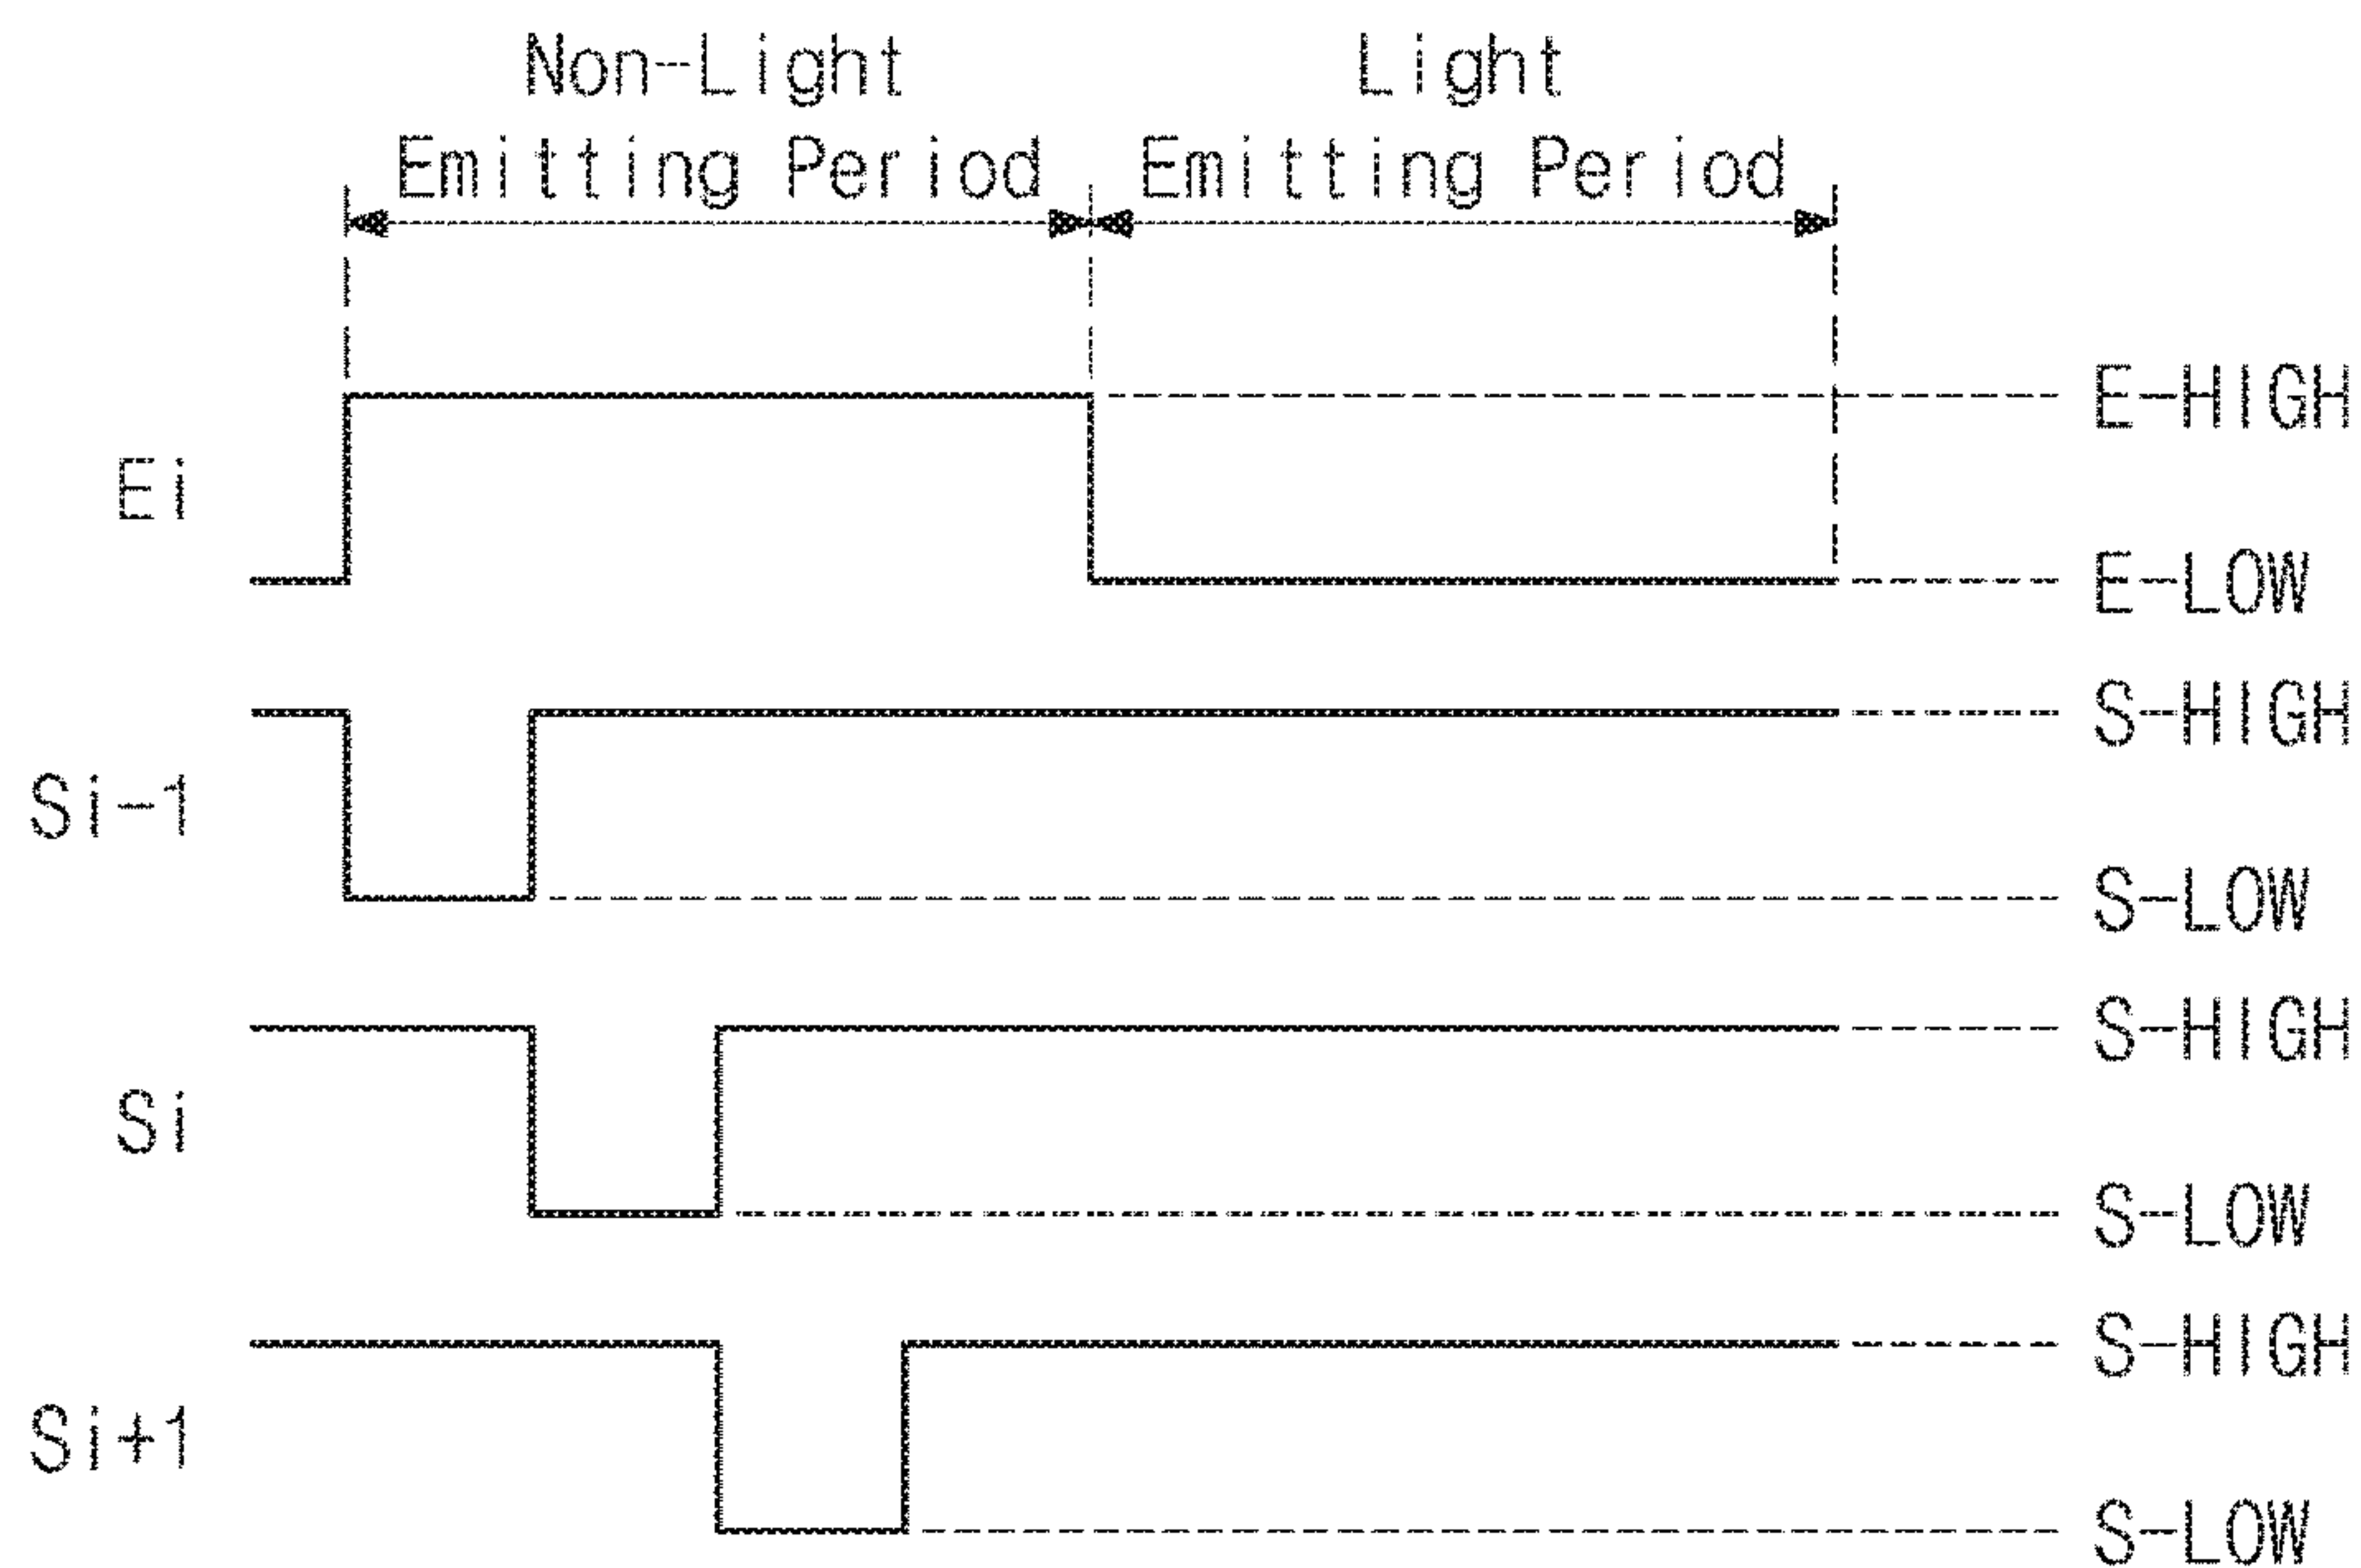 Non-Light
Emitting Period
Light
Emitting Period
Ei
E-HIGH
E-LOW
Si-1
S-HIGH
S-LOW
Si
S-HIGH
S-LOW
Si+1
S-HIGH
S-LOW